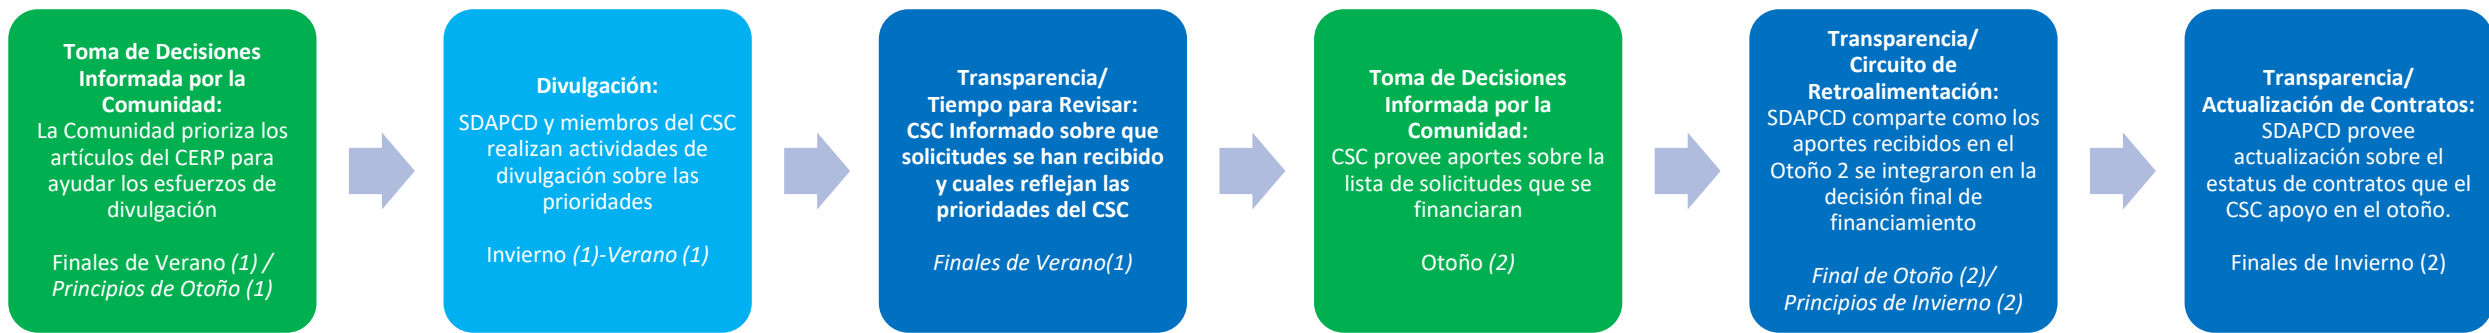 Toma de Decisiones
Informada por la
Comunidad:
La Comunidad prioriza los
artículos del CERP para
ayudar los esfuerzos de
divulgación
Finales de Verano (1) /
Principios de Otoño (1)
Divulgación:
SDAPCD y miembros del CSC
realizan actividades de
divulgación sobre las
prioridades
Invierno (1)-Verano (1)
Transparencia/
Tiempo para Revisar:
CSC Informado sobre que
solicitudes se han recibido
y cuales reflejan las
prioridades del CSC
Finales de Verano(1)
Toma de Decisiones
Informada por la
Comunidad:
CSC provee aportes sobre la
lista de solicitudes que se
financiaran
Otoño (2)
Transparencia/
Circuito de
Retroalimentación:
SDAPCD comparte como los
aportes recibidos en el
Otoño 2 se integraron en la
decisión final de
financiamiento
Final de Otoño (2)/
Principios de Invierno (2)
Transparencia/
Actualización de Contratos:
SDAPCD provee
actualización sobre el
estatus de contratos que el
CSC apoyo en el otoño.
Finales de Invierno (2)